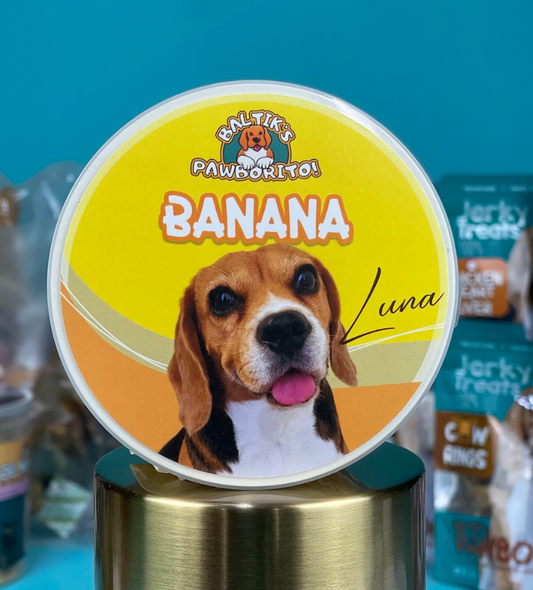 BALTIK'S
PAWBORITO!
BANANA
Luna
Jerky
Treats
Jerky
Treats
RINGS